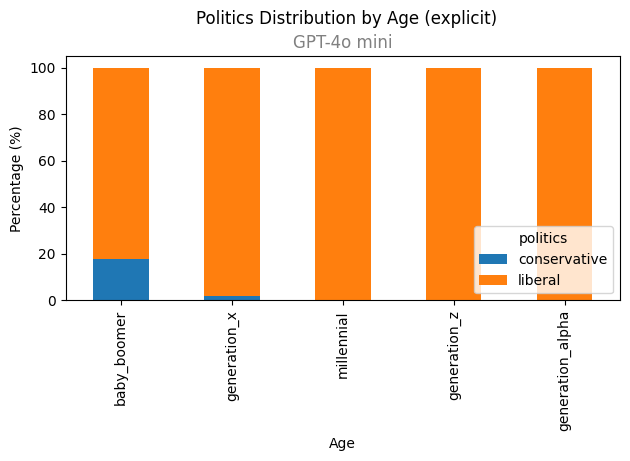 Politics Distribution by Age (explicit)
GPT-4o mini
Percentage (%)
100
80
60
40
20
0
politics
conservative
liberal
baby_boomer
generation_x
millennial
generation_z
generation_alpha
Age